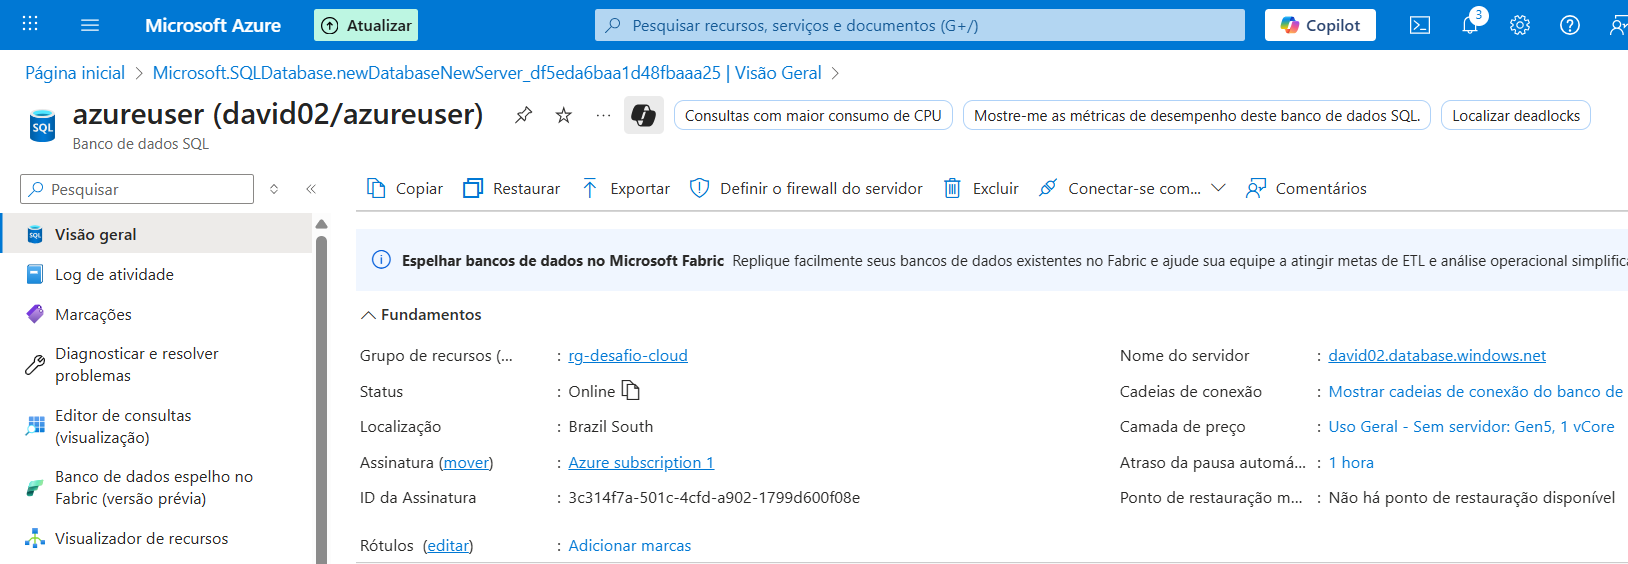 Microsoft Azure
Atualizar
Pesquisar recursos, serviços e documentos (G+/)
Copilot
3
Página inicial > Microsoft.SQLDatabase.newDatabaseNewServer_df5eda6baa1d48fbaaa25 | Visão Geral >
SQL
azureuser (david02/azureuser)
...
Consultas com maior consumo de CPU
Mostre-me as métricas de desempenho deste banco de dados SQL.
Localizar deadlocks
Banco de dados SQL
Pesquisar
Copiar
Restaurar
Exportar
Definir o firewall do servidor
Excluir
Conectar-se com...
Comentários
Visão geral
Log de atividade
Marcações
Diagnosticar e resolver
problemas
Editor de consultas
(visualização)
Banco de dados espelho no
Fabric (versão prévia)
Visualizador de recursos
Espelhar bancos de dados no Microsoft Fabric Replique facilmente seus bancos de dados existentes no Fabric e ajude sua equipe a atingir metas de ETL e análise operacional simplifica
Fundamentos
Grupo de recursos (... : rg-desafio-cloud
Status : Online
Localização : Brazil South
Assinatura (mover) : Azure subscription 1
ID da Assinatura : 3c314f7a-501c-4cfd-a902-1799d600f08e
Rótulos (editar) : Adicionar marcas
Nome do servidor : david02.database.windows.net
Cadeias de conexão : Mostrar cadeias de conexão do banco de
Camada de preço : Uso Geral - Sem servidor: Gen5, 1 vCore
Atraso da pausa automá... : 1 hora
Ponto de restauração m... : Não há ponto de restauração disponível